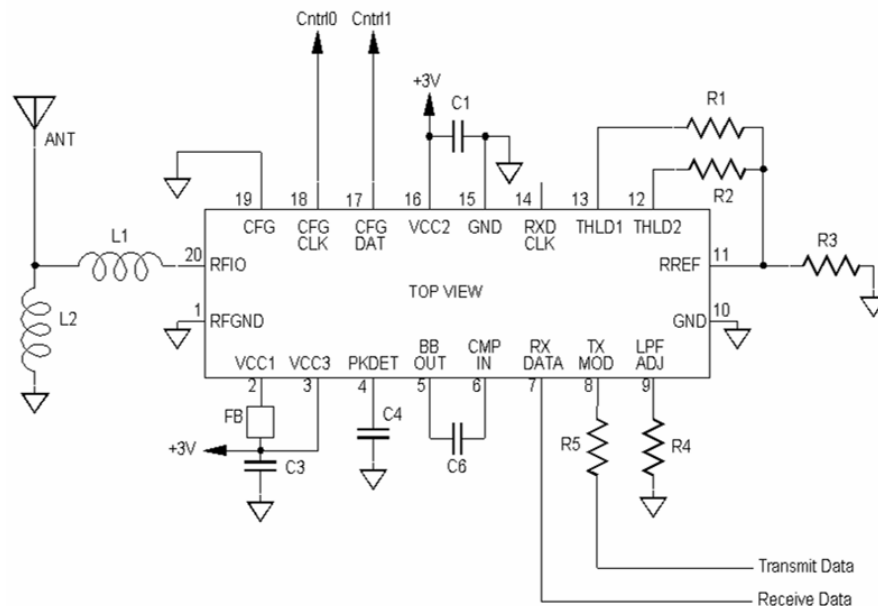 Cntrl0 Cntrl1
+3V C1 R1
ANT
R2
19 18 17 16 15 14 13 12
CFG CFG CLK CFG DAT VCC2 GND RXD CLK THLD1 THLD2
L1 R3
20 RFIO RREF 11
TOP VIEW
L2
1 RFGND GND 10
VCC1 VCC3 PKDET BB OUT CMP IN RX DATA TX MOD LPF ADJ
2 3 4 5 6 7 8 9
FB C4
+3V R5 R4
C3 C6
Transmit Data
Receive Data